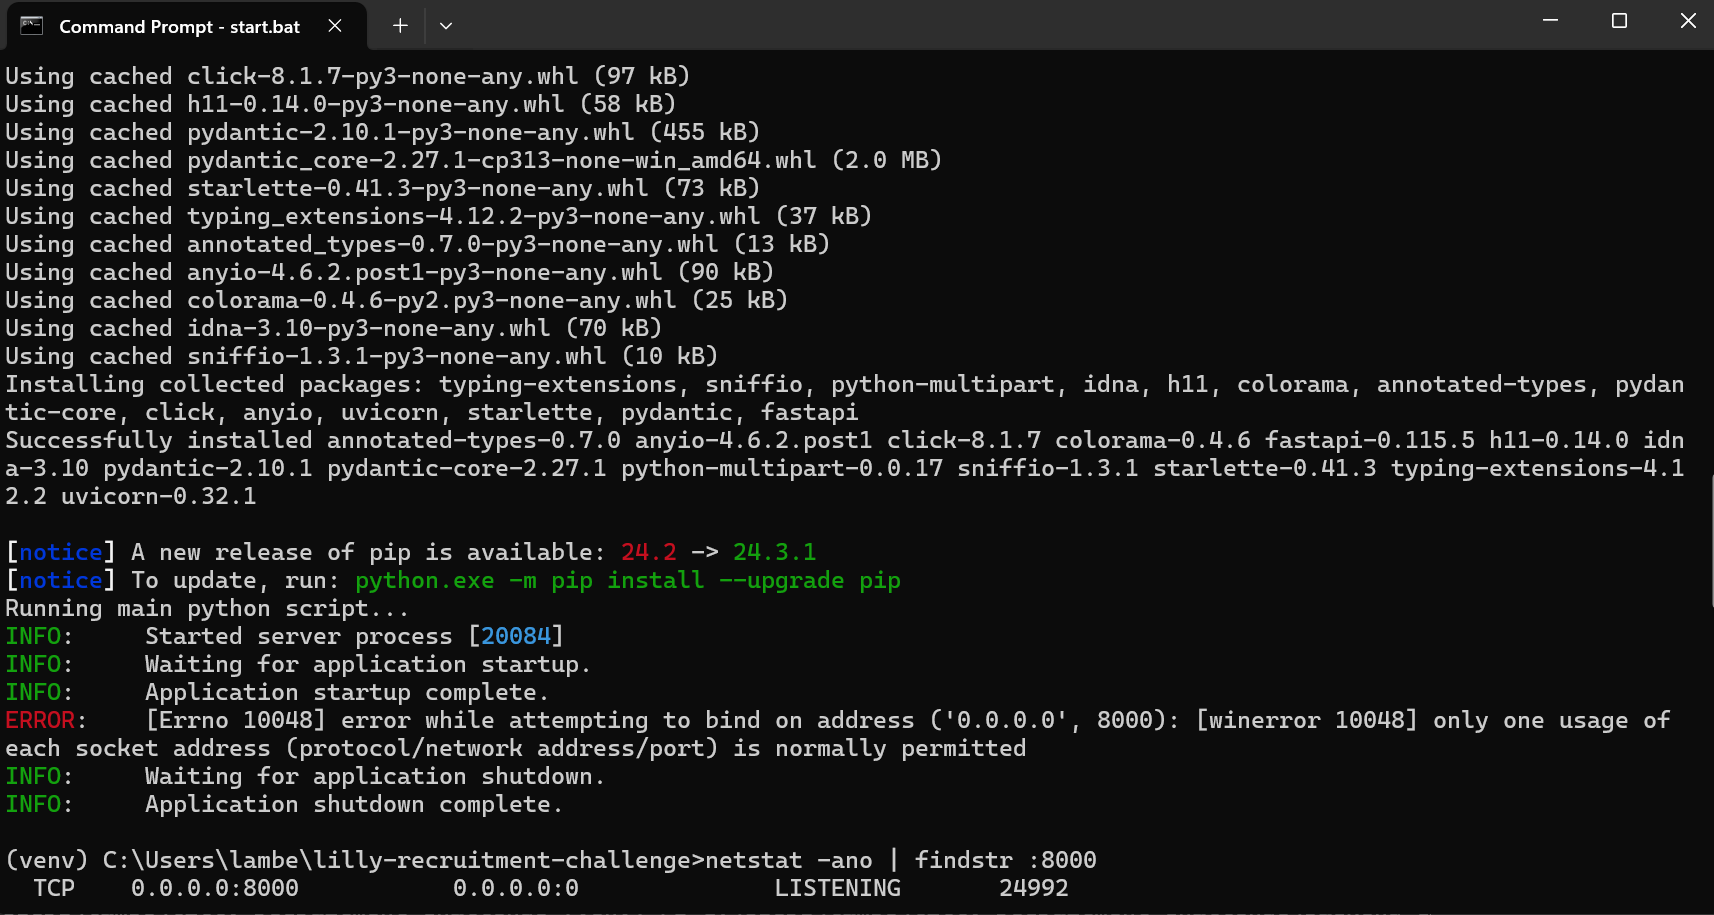 Command Prompt - start.bat
Using cached click-8.1.7-py3-none-any.whl (97 kB)
Using cached h11-0.14.0-py3-none-any.whl (58 kB)
Using cached pydantic-2.10.1-py3-none-any.whl (455 kB)
Using cached pydantic_core-2.27.1-cp313-none-win_amd64.whl (2.0 MB)
Using cached starlette-0.41.3-py3-none-any.whl (73 kB)
Using cached typing_extensions-4.12.2-py3-none-any.whl (37 kB)
Using cached annotated_types-0.7.0-py3-none-any.whl (13 kB)
Using cached anyio-4.6.2.post1-py3-none-any.whl (90 kB)
Using cached colorama-0.4.6-py2.py3-none-any.whl (25 kB)
Using cached idna-3.10-py3-none-any.whl (70 kB)
Using cached sniffio-1.3.1-py3-none-any.whl (10 kB)
Installing collected packages: typing-extensions, sniffio, python-multipart, idna, h11, colorama, annotated-types, pydan
tic-core, click, anyio, uvicorn, starlette, pydantic, fastapi
Successfully installed annotated-types-0.7.0 anyio-4.6.2.post1 click-8.1.7 colorama-0.4.6 fastapi-0.115.5 h11-0.14.0 idn
a-3.10 pydantic-2.10.1 pydantic-core-2.27.1 python-multipart-0.0.17 sniffio-1.3.1 starlette-0.41.3 typing-extensions-4.1
2.2 uvicorn-0.32.1
[notice] A new release of pip is available: 24.2 -> 24.3.1
[notice] To update, run: python.exe -m pip install --upgrade pip
Running main python script...
INFO:     Started server process [20084]
INFO:     Waiting for application startup.
INFO:     Application startup complete.
ERROR:    [Errno 10048] error while attempting to bind on address ('0.0.0.0', 8000): [winerror 10048] only one usage of
each socket address (protocol/network address/port) is normally permitted
INFO:     Waiting for application shutdown.
INFO:     Application shutdown complete.
(venv) C:\Users\lambe\lilly-recruitment-challenge>netstat -ano | findstr :8000
  TCP    0.0.0.0:8000           0.0.0.0:0              LISTENING       24992